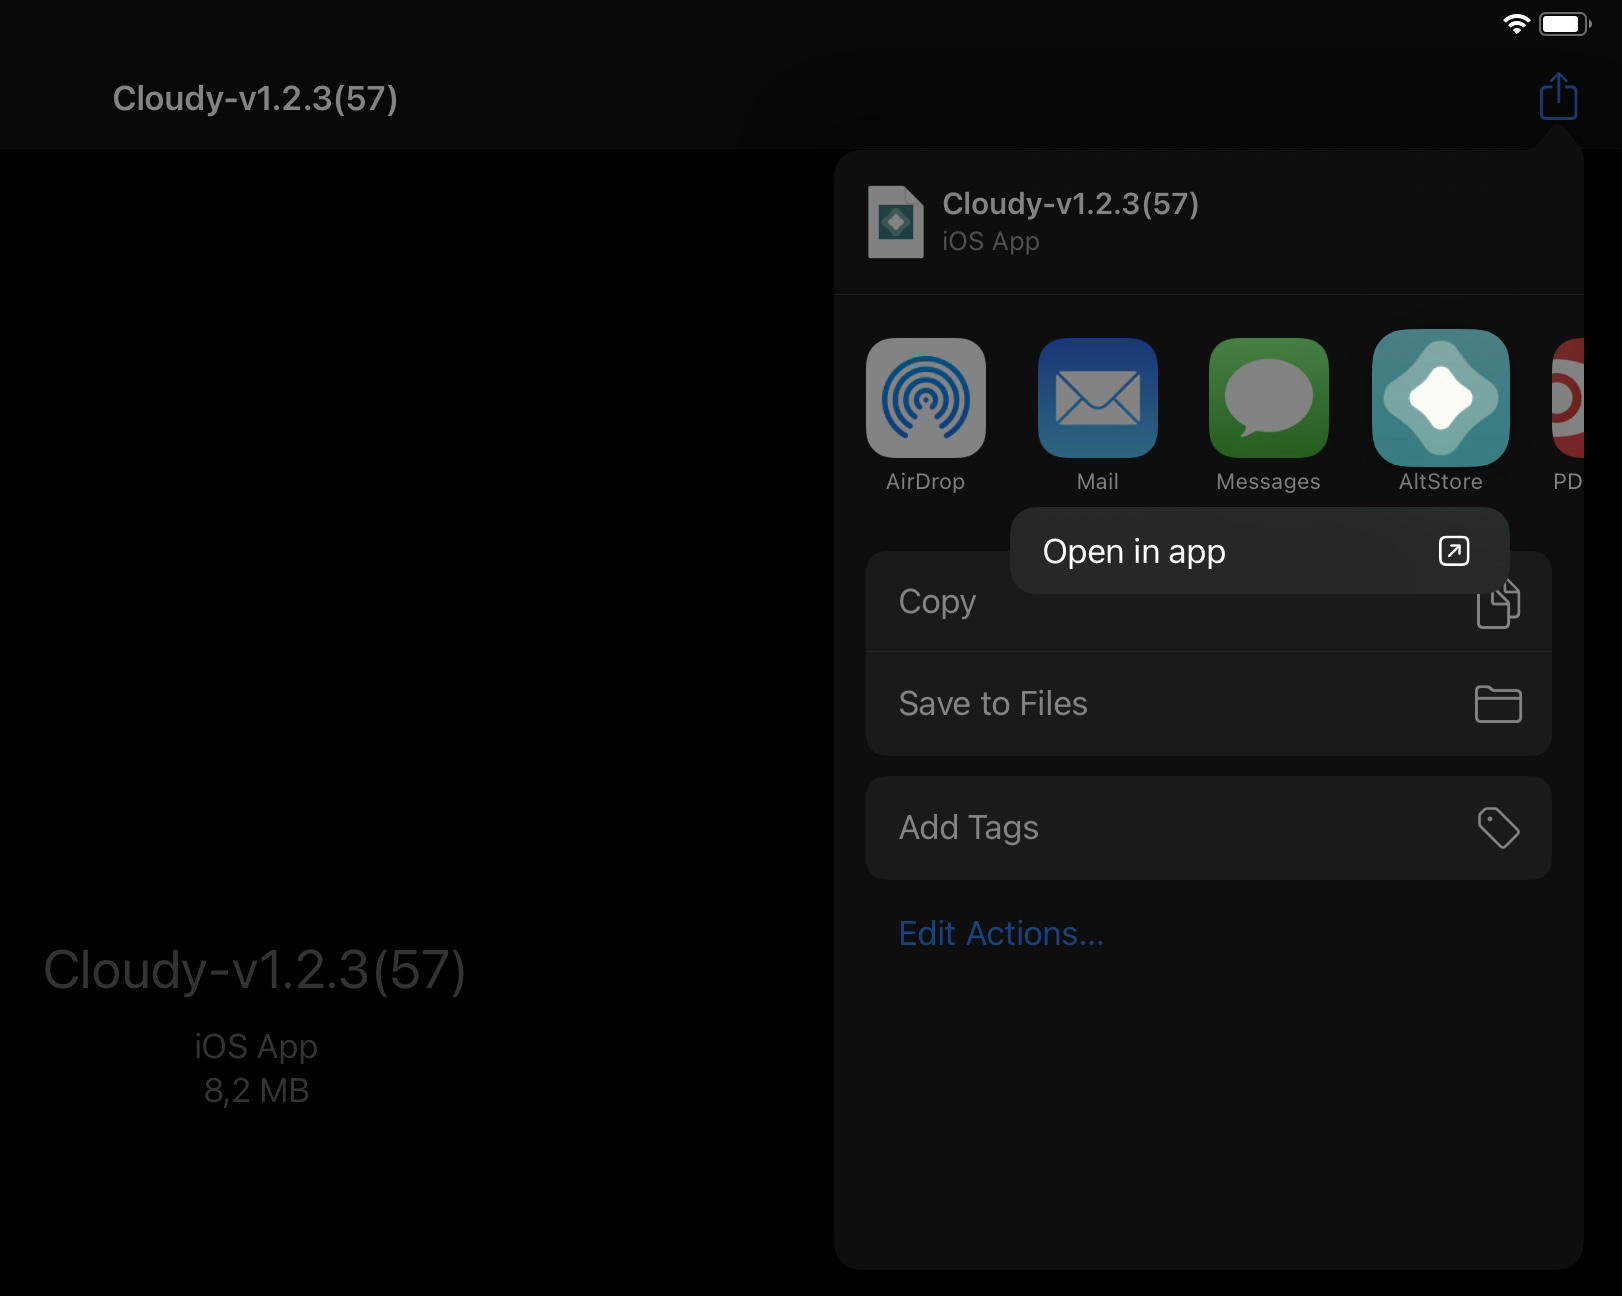 Cloudy-v1.2.3(57)
Cloudy-v1.2.3(57)
iOS App
AirDrop
Mail
Messages
AltStore
PD
Open in app
Copy
Save to Files
Add Tags
Edit Actions...
Cloudy-v1.2.3(57)
iOS App
8,2 MB